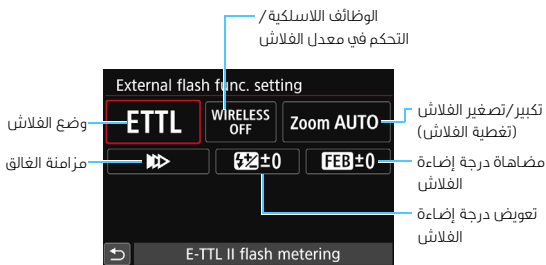 الوظائف اللاسلكية/
التحكم في معدل الفلاش
External flash func. setting
وضع الفلاش
ETTL
WIRELESS
OFF
Zoom AUTO
تكبير/تصغير الفلاش
(تغطية الفلاش)
مزامنة الغالق
±0
FEB±0
مضاهاة درجة إضاءة
الفلاش
تعويض درجة إضاءة
الفلاش
E-TTL II flash metering